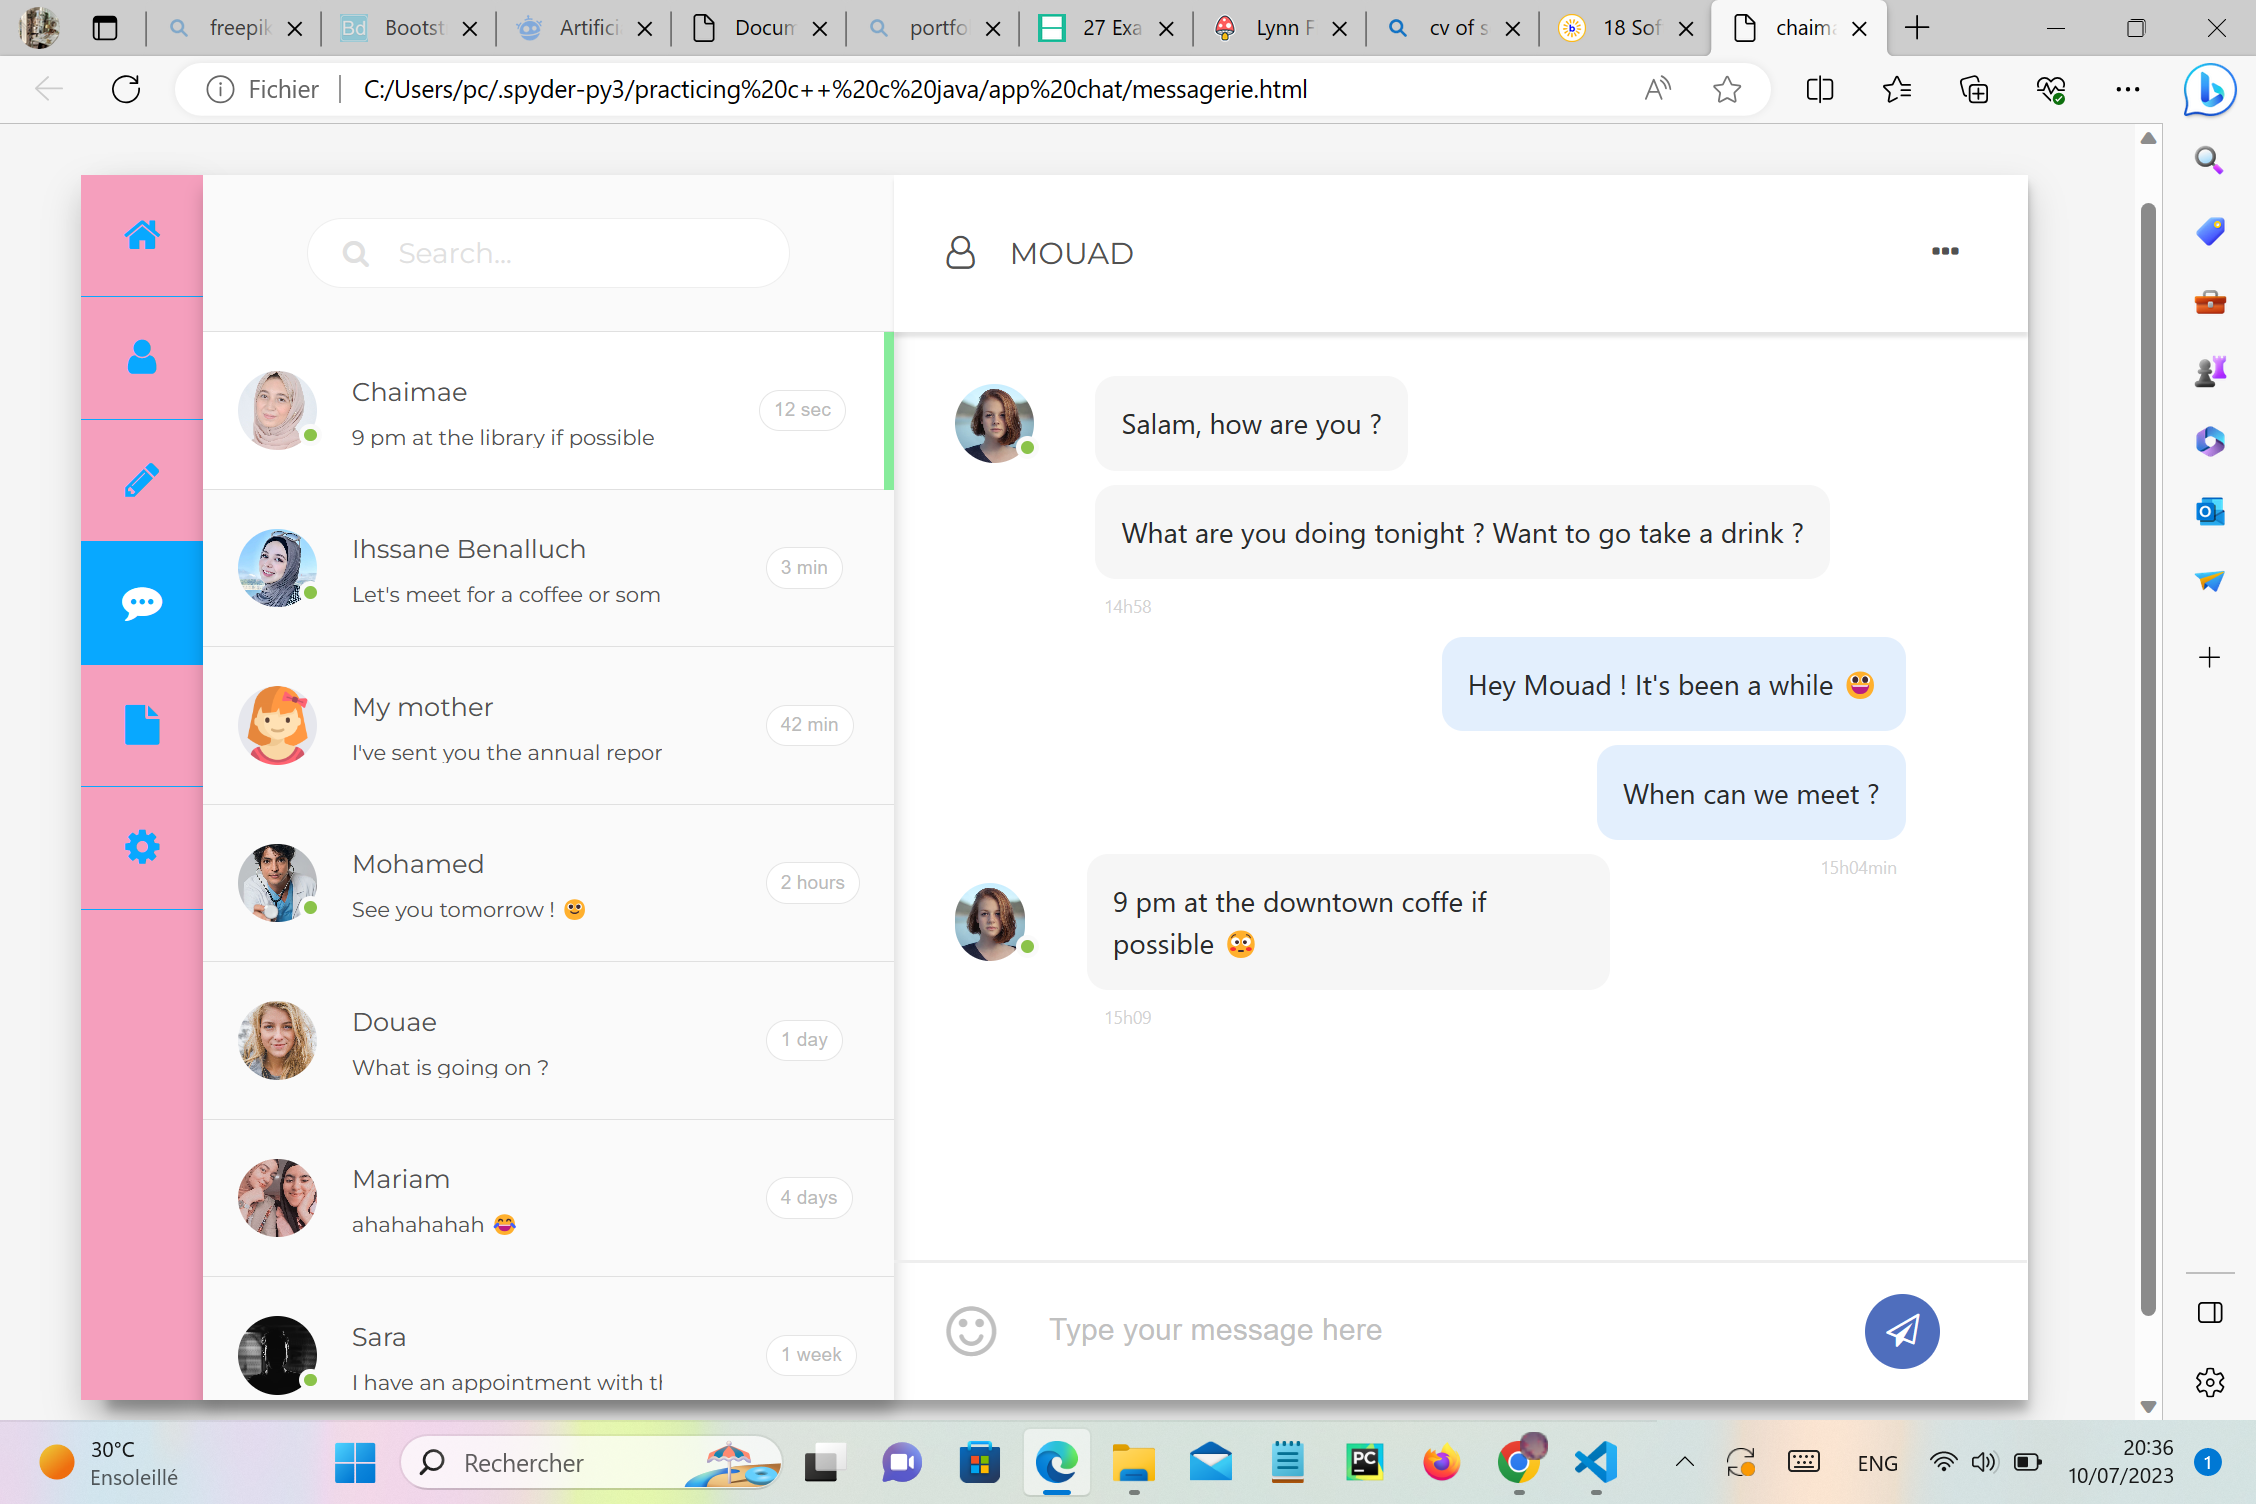 freepik
Bootst
Artifici
Docum
portfo
27 Exa
Lynn F
cv of s
18 Sof
chaima
Fichier
C:/Users/pc/.spyder-py3/practicing%20c++%20c%20java/app%20chat/messagerie.html
Search...
MOUAD
Chaimae
12 sec
9 pm at the library if possible
Ihssane Benalluch
3 min
Let's meet for a coffee or som
My mother
42 min
I've sent you the annual repor
Mohamed
2 hours
See you tomorrow ! 🙂
Douae
1 day
What is going on ?
Mariam
4 days
ahahahahah 😂
Sara
1 week
I have an appointment with th
Salam, how are you ?
What are you doing tonight ? Want to go take a drink ?
14h58
Hey Mouad ! It's been a while 😃
When can we meet ?
15h04min
9 pm at the downtown coffe if
possible 😳
15h09
Type your message here
30°C
Ensoleillé
Rechercher
ENG
20:36
10/07/2023
1